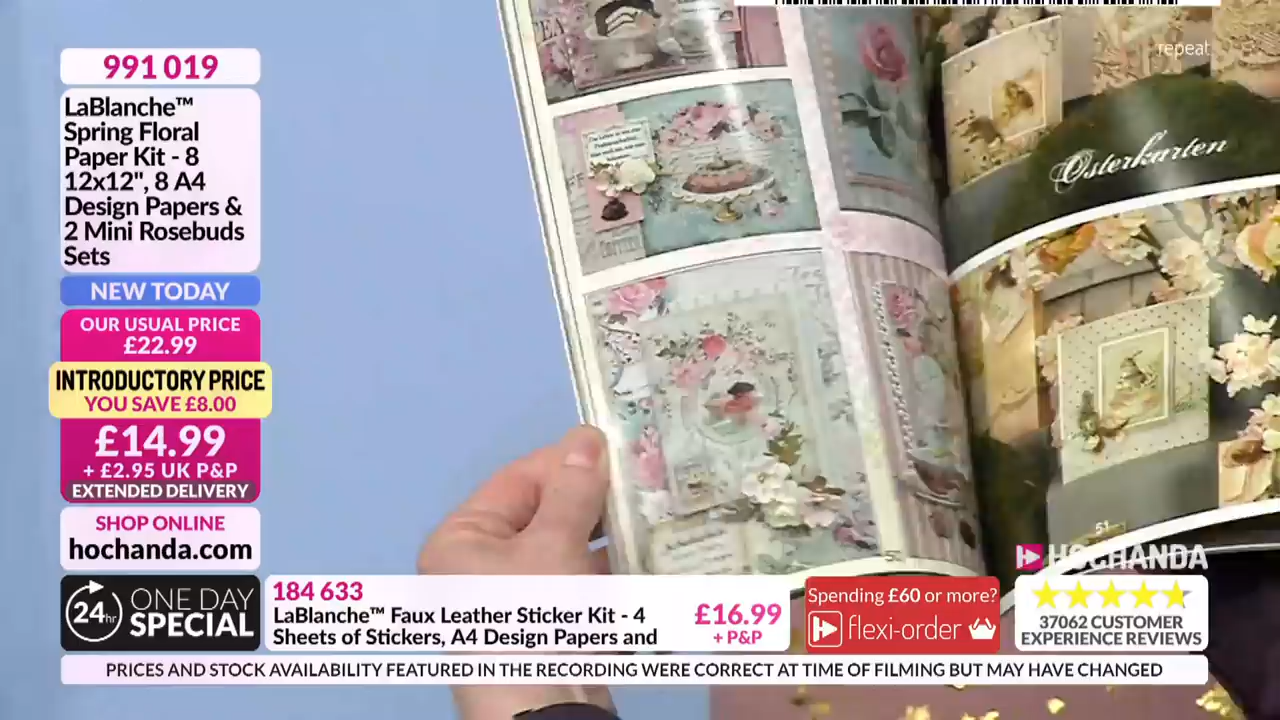 repeat
991 019
LaBlanche™
Spring Floral
Paper Kit - 8
12x12", 8 A4
Design Papers &
2 Mini Rosebuds
Sets
NEW TODAY
OUR USUAL PRICE
£22.99
INTRODUCTORY PRICE
YOU SAVE £8.00
£14.99
+ £2.95 UK P&P
EXTENDED DELIVERY
SHOP ONLINE
hochanda.com
Osterkarten
51
HOCHANDA
24hr ONE DAY
SPECIAL
184 633
LaBlanche™ Faux Leather Sticker Kit - 4
Sheets of Stickers, A4 Design Papers and
£16.99
+ P&P
Spending £60 or more?
flexi-order
37062 CUSTOMER
EXPERIENCE REVIEWS
PRICES AND STOCK AVAILABILITY FEATURED IN THE RECORDING WERE CORRECT AT TIME OF FILMING BUT MAY HAVE CHANGED